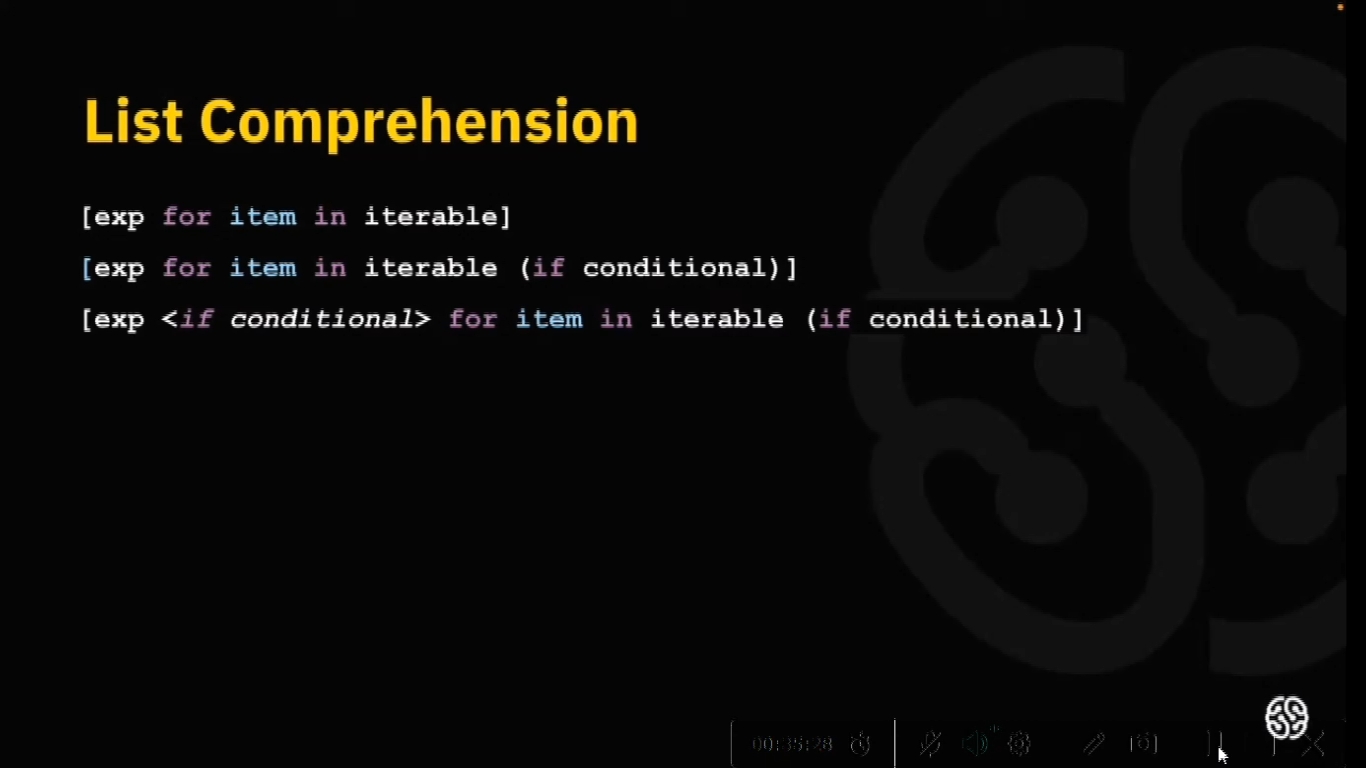 List Comprehension
[exp for item in iterable]
[exp for item in iterable (if conditional)]
[exp <if conditional> for item in iterable (if conditional)]
00:35:28